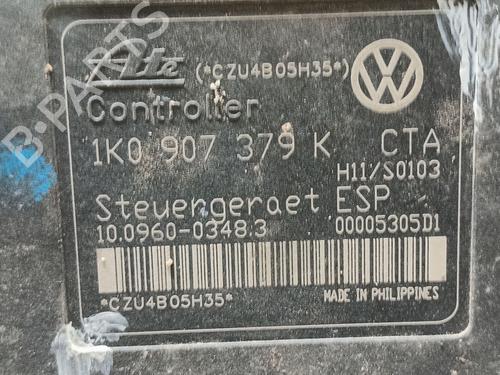 Ate (*CZU4B05H35*)
Controller
1K0 907 379 K CTA
H11/S0103
Steuergeraet ESP
10.0960-0348.3 00005305D1
*CZU4B05H35* MADE IN PHILIPPINES
B-PARTS